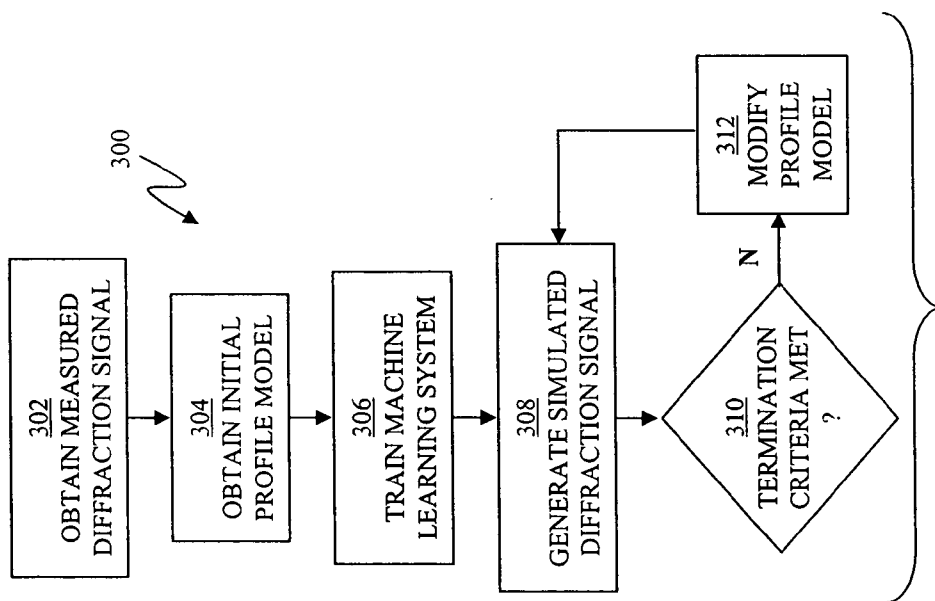 300
302
OBTAIN MEASURED
DIFFRACTION SIGNAL
304
OBTAIN INITIAL
PROFILE MODEL
306
TRAIN MACHINE
LEARNING SYSTEM
308
GENERATE SIMULATED
DIFFRACTION SIGNAL
310
TERMINATION
CRITERIA MET
?
N
312
MODIFY
PROFILE
MODEL